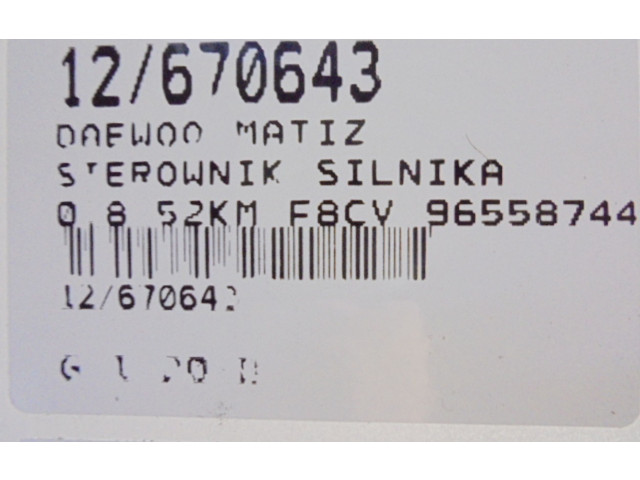 12/670643
DAEWOO MATIZ
STEROWNIK SILNIKA
0 8 52KM F8CV 96558744
12/670643